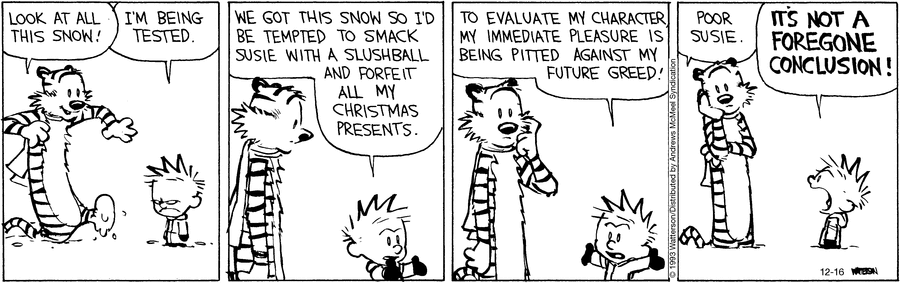 LOOK AT ALL
THIS SNOW!
I'M BEING
TESTED.
WE GOT THIS SNOW SO I'D
BE TEMPTED TO SMACK
SUSIE WITH A SLUSHBALL
AND FORFEIT
ALL MY
CHRISTMAS
PRESENTS.
TO EVALUATE MY CHARACTER,
MY IMMEDIATE PLEASURE IS
BEING PITTED AGAINST MY
FUTURE GREED!
© 1993 Watterson/Distributed by Andrews McMeel Syndication
POOR
SUSIE.
IT'S NOT A
FOREGONE
CONCLUSION!
12-16 WATTERSON